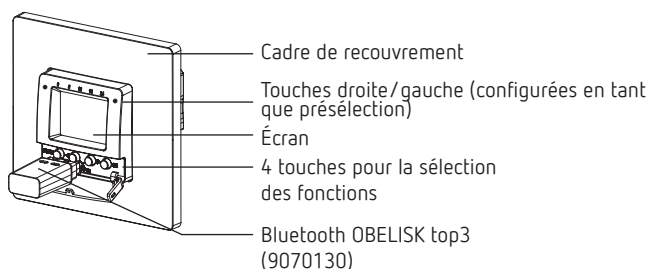 Cadre de recouvrement
Touches droite/gauche (configurées en tant
que présélection)
Écran
4 touches pour la sélection
des fonctions
Bluetooth OBELISK top3
(9070130)